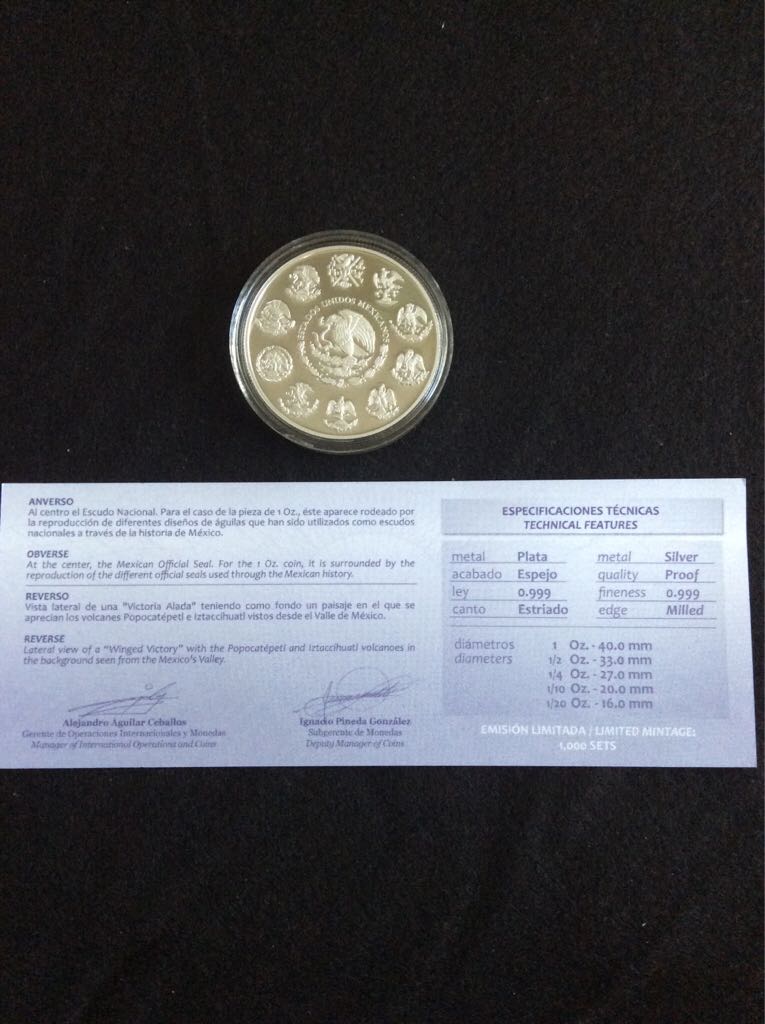 ESTADOS UNIDOS MEXICANOS
ANVERSO
Al centro el Escudo Nacional. Para el caso de la pieza de 1 Oz., éste aparece rodeado por
la reproducción de diferentes diseños de águilas que han sido utilizados como escudos
nacionales a través de la historia de México.
OBVERSE
At the center, the Mexican Official Seal. For the 1 Oz. coin, it is surrounded by the
reproduction of the different official seals used through the Mexican history.
REVERSO
Vista lateral de una "Victoria Alada" teniendo como fondo un paisaje en el que se
aprecian los volcanes Popocatépetl e Iztaccíhuatl vistos desde el Valle de México.
REVERSE
Lateral view of a "Winged Victory" with the Popocatépetl and Iztaccíhuatl volcanoes in
the background seen from the Mexico's Valley.
Alejandro Aguilar Ceballos
Gerente de Operaciones Internacionales y Monedas
Manager of International Operations and Coins
Ignacio Pineda González
Subgerente de Monedas
Deputy Manager of Coins
ESPECIFICACIONES TÉCNICAS
TECHNICAL FEATURES
metal Plata metal Silver
acabado Espejo quality Proof
ley 0.999 fineness 0.999
canto Estriado edge Milled
diámetros 1 Oz. - 40.0 mm
diameters 1/2 Oz. - 33.0 mm
1/4 Oz. - 27.0 mm
1/10 Oz. - 20.0 mm
1/20 Oz. - 16.0 mm
EMISIÓN LIMITADA / LIMITED MINTAGE:
1,000 SETS